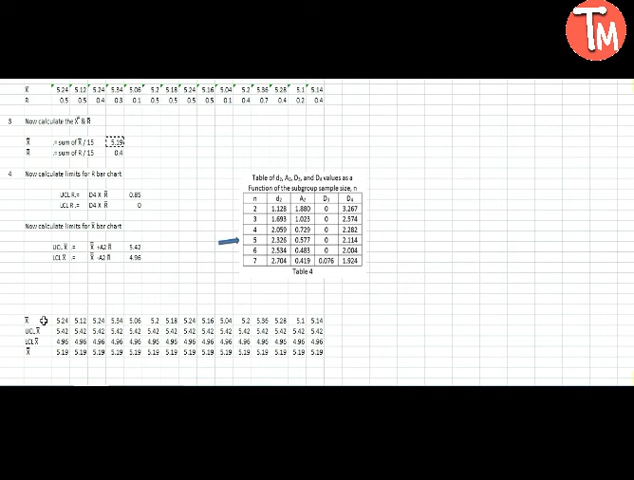 TM
X̄ 5.24 5.12 5.24 5.34 5.06 5.2 5.18 5.24 5.16 5.04 5.2 5.36 5.28 5.1 5.14
R 0.5 0.5 0.4 0.3 0.1 0.5 0.5 0.5 0.5 0.1 0.4 0.7 0.4 0.2 0.4
3 Now calculate the X̄ & R̄
X̄ .= sum of X̄ / 15 5.19
R̄ .= sum of R / 15 0.4
4 Now calculate limits for R bar chart
UCL R.= D4 X R̄ 0.85
LCL R .= D4 X R̄ 0
Now calculate limits for X̄ bar chart
UCL X̄ .= X̄ +A2 R̄ 5.42
LCL X̄ .= X̄ -A2 R̄ 4.96
Table of d₂, A₂, D₃, and D₄ values as a
Function of the subgroup sample size, n
n d₂ A₂ D₃ D₄
2 1.128 1.880 0 3.267
3 1.693 1.023 0 2.574
4 2.059 0.729 0 2.282
5 2.326 0.577 0 2.114
6 2.534 0.483 0 2.004
7 2.704 0.419 0.076 1.924
Table 4
X̄ 5.24 5.12 5.24 5.34 5.06 5.2 5.18 5.24 5.16 5.04 5.2 5.36 5.28 5.1 5.14
UCL X̄ 5.42 5.42 5.42 5.42 5.42 5.42 5.42 5.42 5.42 5.42 5.42 5.42 5.42 5.42 5.42
LCL X̄ 4.96 4.96 4.96 4.96 4.96 4.96 4.96 4.96 4.96 4.96 4.96 4.96 4.96 4.96 4.96
X̄ 5.19 5.19 5.19 5.19 5.19 5.19 5.19 5.19 5.19 5.19 5.19 5.19 5.19 5.19 5.19